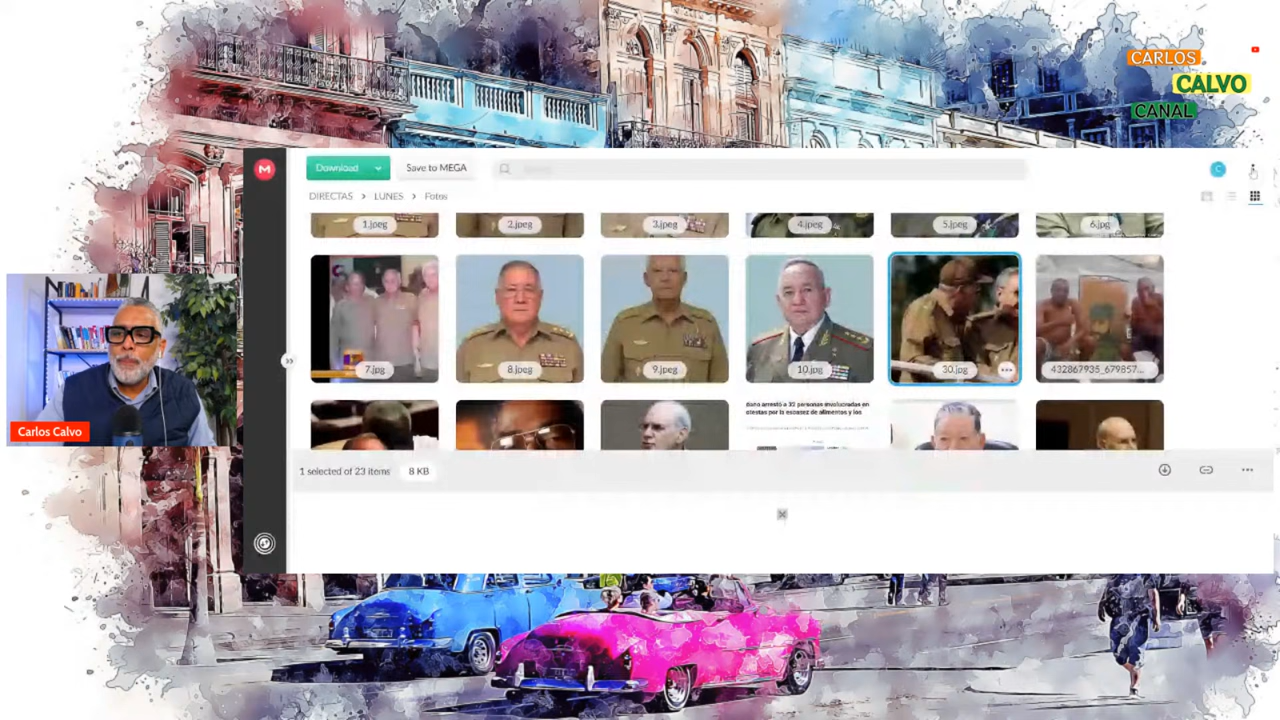 CARLOS
CALVO
CANAL
Download
Save to MEGA
DIRECTAS > LUNES > Fotos
1.jpeg
2.jpeg
3.jpeg
4.jpeg
5.jpeg
6.jpg
7.jpg
8.jpeg
9.jpeg
10.jpg
30.jpg
432867935_679857...
arrestó a 32 personas involucradas en
por la escasez de alimentos y los
Carlos Calvo
1 selected of 23 items
8 KB